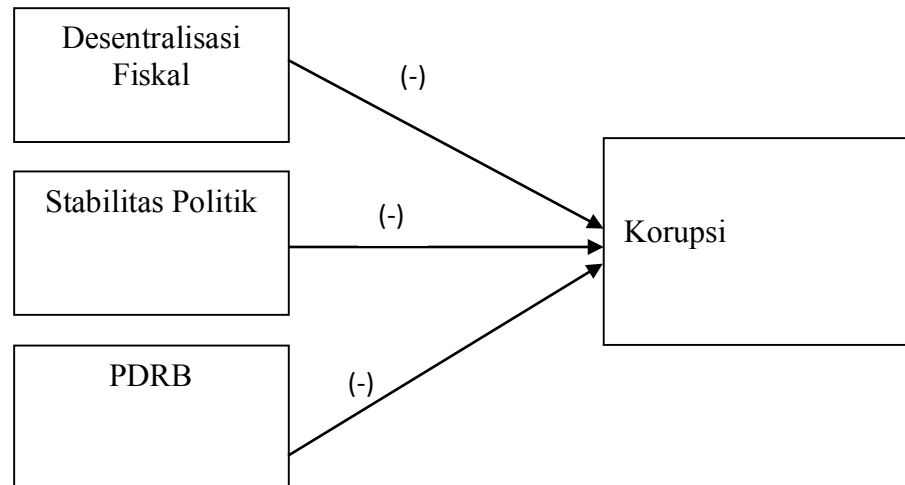 Desentralisasi
Fiskal
(-)
Stabilitas Politik
(-)
Korupsi
PDRB
(-)